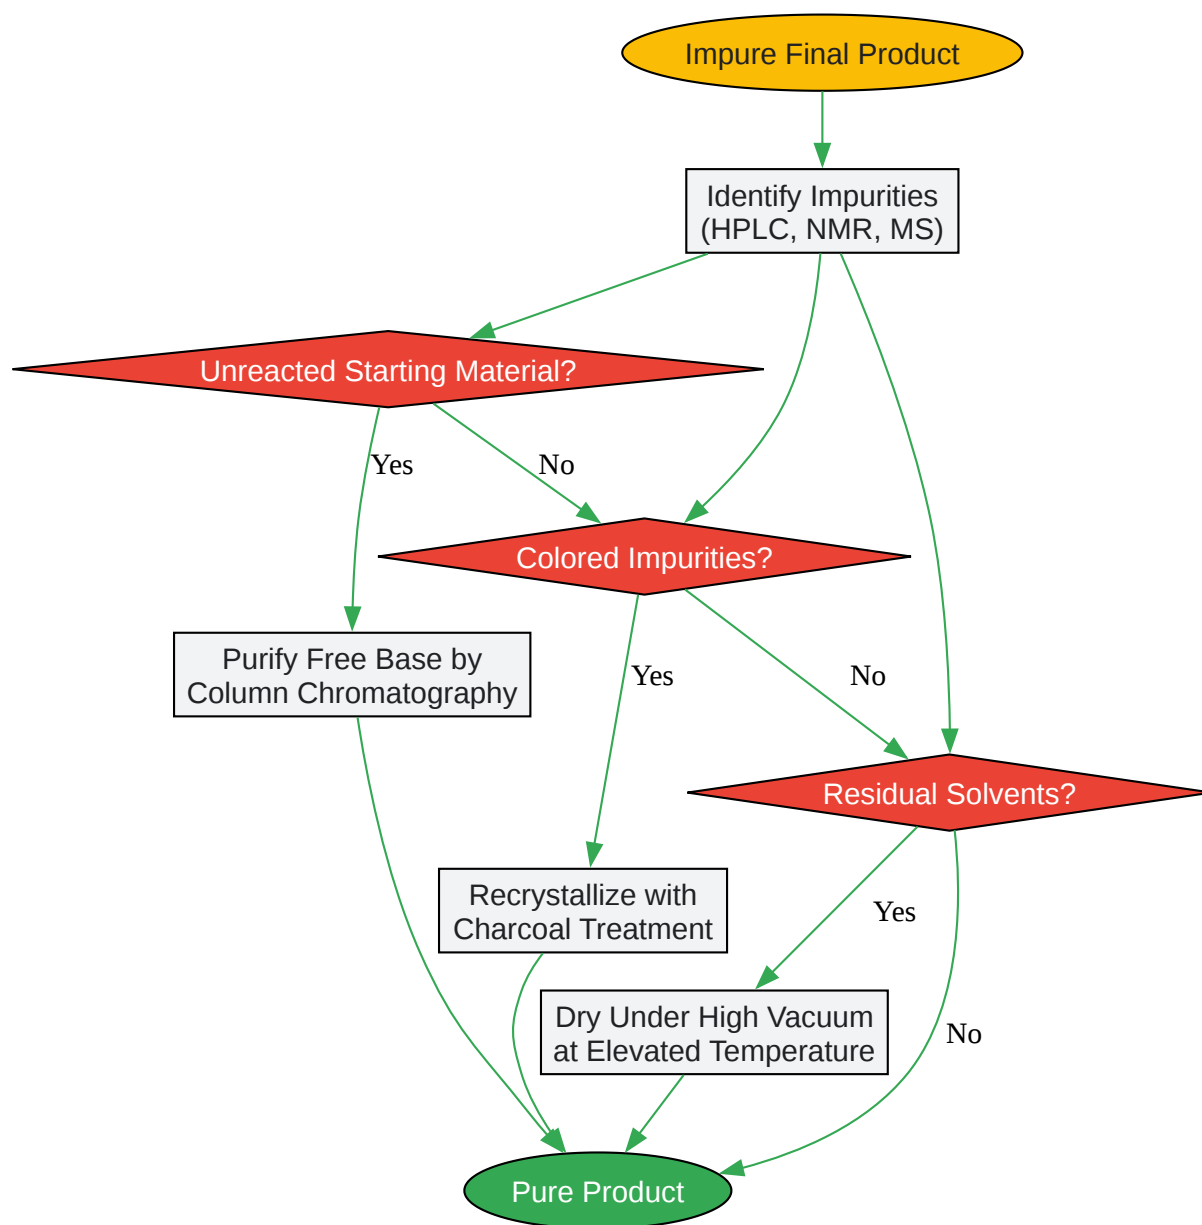 Impure Final Product
Identify Impurities
(HPLC, NMR, MS)
Unreacted Starting Material?
Yes
No
Colored Impurities?
Purify Free Base by
Column Chromatography
Yes
No
Residual Solvents?
Recrystallize with
Charcoal Treatment
Yes
Dry Under High Vacuum
at Elevated Temperature
No
Pure Product